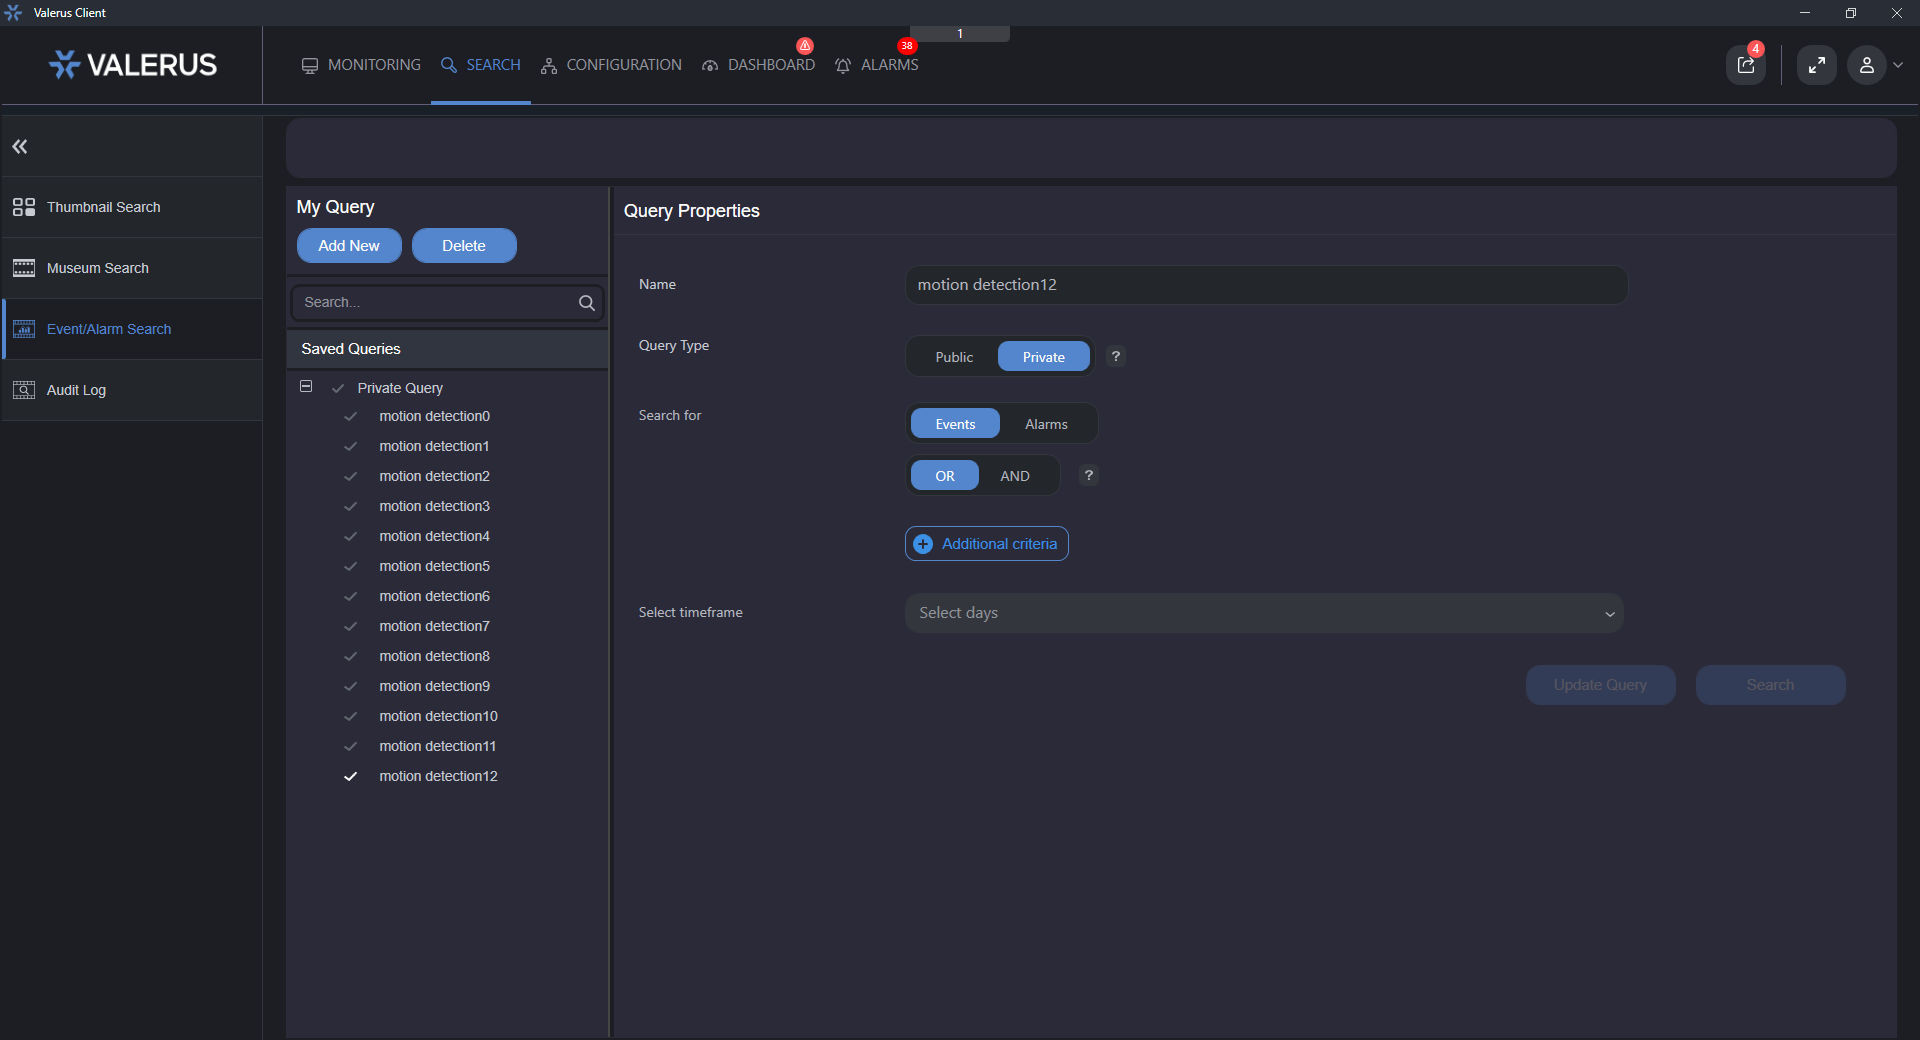 Valerus Client
VALERUS
MONITORING
SEARCH
CONFIGURATION
DASHBOARD
38
ALARMS
1
4
Thumbnail Search
Museum Search
Event/Alarm Search
Audit Log
My Query
Add New
Delete
Search...
Saved Queries
Private Query
motion detection0
motion detection1
motion detection2
motion detection3
motion detection4
motion detection5
motion detection6
motion detection7
motion detection8
motion detection9
motion detection10
motion detection11
motion detection12
Query Properties
Name
motion detection12
Query Type
Public
Private
?
Search for
Events
Alarms
OR
AND
?
Additional criteria
Select timeframe
Select days
Update Query
Search